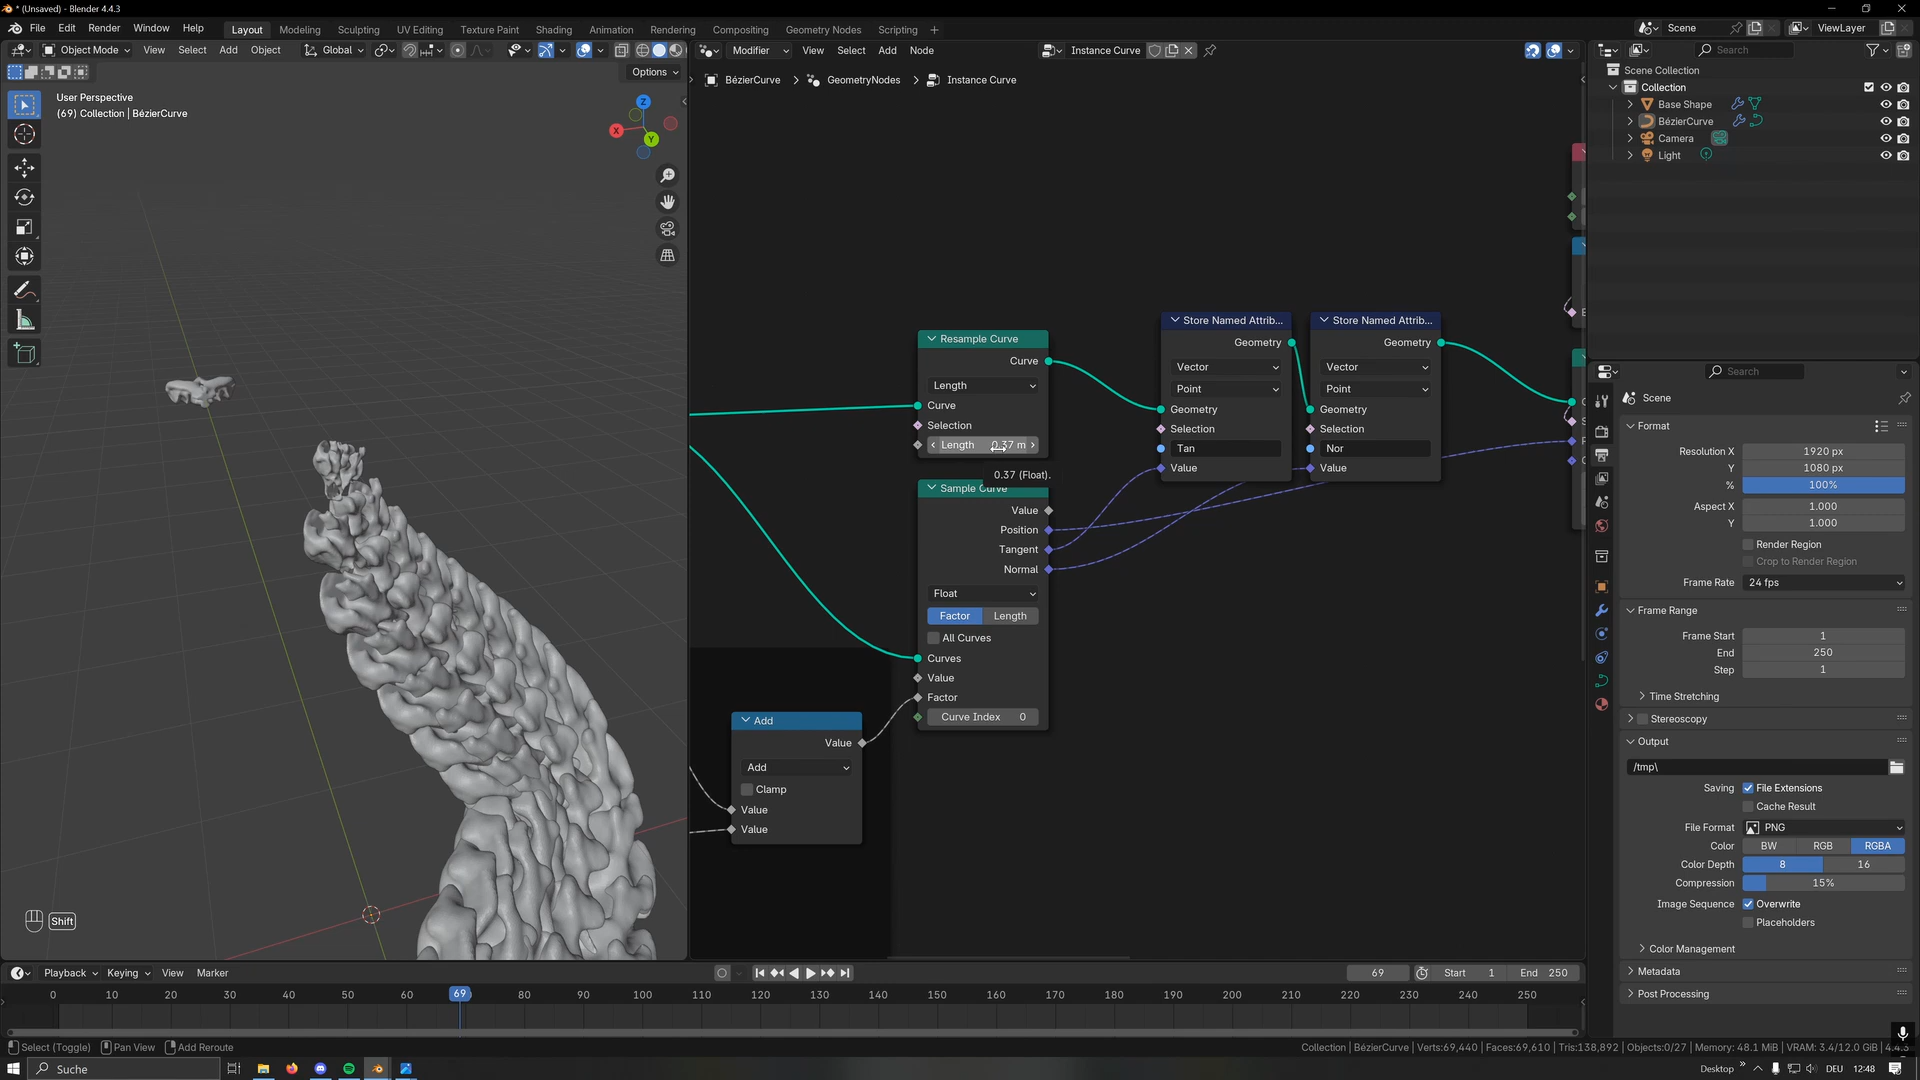 * (Unsaved) - Blender 4.4.3
File Edit Render Window Help Layout Modeling Sculpting UV Editing Texture Paint Shading Animation Rendering Compositing Geometry Nodes Scripting + Scene ViewLayer
Object Mode View Select Add Object Global Modifier View Select Add Node Instance Curve Search
Options
BézierCurve > GeometryNodes > Instance Curve
Scene Collection
Collection
Base Shape
BézierCurve
Camera
Light
User Perspective
(69) Collection | BézierCurve
Z
X
Y
Resample Curve
Curve
Length
Curve
Selection
Length 0.37 m
0.37 (Float).
Sample Curve
Value
Position
Tangent
Normal
Float
Factor Length
All Curves
Curves
Value
Factor
Curve Index 0
Add
Value
Add
Clamp
Value
Value
Store Named Attrib...
Geometry
Vector
Point
Geometry
Selection
Tan
Value
Store Named Attrib...
Geometry
Vector
Point
Geometry
Selection
Nor
Value
Shift
Search
Scene
Format
Resolution X 1920 px
Y 1080 px
% 100%
Aspect X 1.000
Y 1.000
Render Region
Crop to Render Region
Frame Rate 24 fps
Frame Range
Frame Start 1
End 250
Step 1
Time Stretching
Stereoscopy
Output
/tmp\
Saving File Extensions
Cache Result
File Format PNG
Color BW RGB RGBA
Color Depth 8 16
Compression 15%
Image Sequence Overwrite
Placeholders
Color Management
Metadata
Post Processing
Playback Keying View Marker 69 Start 1 End 250
0 10 20 30 40 50 60 69 80 90 100 110 120 130 140 150 160 170 180 190 200 210 220 230 240 250
Select (Toggle) Pan View Add Reroute Collection | BézierCurve | Verts:69,440 | Faces:69,610 | Tris:138,892 | Objects:0/27 | Memory: 48.1 MiB | VRAM: 3.4/12.0 GiB | 4.4.3
Suche Desktop DEU 12:48